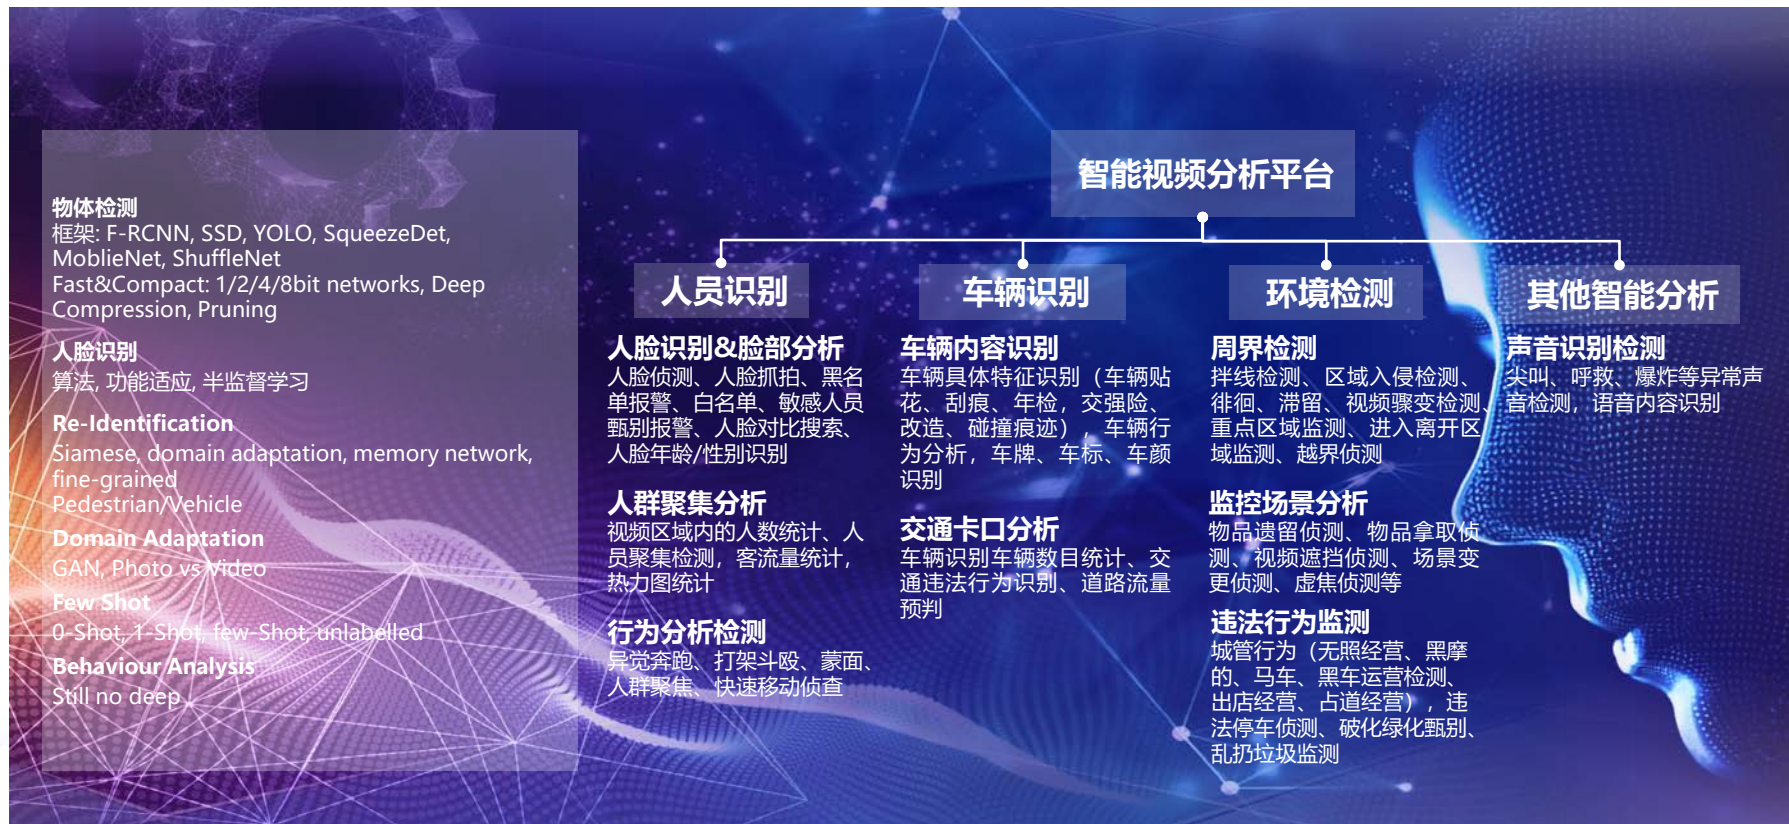 物体检测
框架: F-RCNN, SSD, YOLO, SqueezeDet,
MoblieNet, ShuffleNet
Fast&Compact: 1/2/4/8bit networks, Deep
Compression, Pruning
人脸识别
算法, 功能适应, 半监督学习
Re-Identification
Siamese, domain adaptation, memory network,
fine-grained
Pedestrian/Vehicle
Domain Adaptation
GAN, Photo vs Video
Few Shot
0-Shot, 1-Shot, few-Shot, unlabelled
Behaviour Analysis
Still no deep
智能视频分析平台
人员识别
人脸识别&脸部分析
人脸侦测、人脸抓拍、黑名
单报警、白名单、敏感人员
甄别报警、人脸对比搜索、
人脸年龄/性别识别
人群聚集分析
视频区域内的人数统计、人
员聚集检测，客流量统计，
热力图统计
行为分析检测
异觉奔跑、打架斗殴、蒙面、
人群聚焦、快速移动侦查
车辆识别
车辆内容识别
车辆具体特征识别（车辆贴
花、刮痕、年检，交强险、
改造、碰撞痕迹），车辆行
为分析，车牌、车标、车颜
识别
交通卡口分析
车辆识别车辆数目统计、交
通违法行为识别、道路流量
预判
环境检测
周界检测
拌线检测、区域入侵检测、
徘徊、滞留、视频骤变检测、
重点区域监测、进入离开区
域监测、越界侦测
监控场景分析
物品遗留侦测、物品拿取侦
测、视频遮挡侦测、场景变
更侦测、虚焦侦测等
违法行为监测
城管行为（无照经营、黑摩
的、马车、黑车运营检测、
出店经营、占道经营），违
法停车侦测、破化绿化甄别、
乱扔垃圾监测
其他智能分析
声音识别检测
尖叫、呼救、爆炸等异常声
音检测，语音内容识别